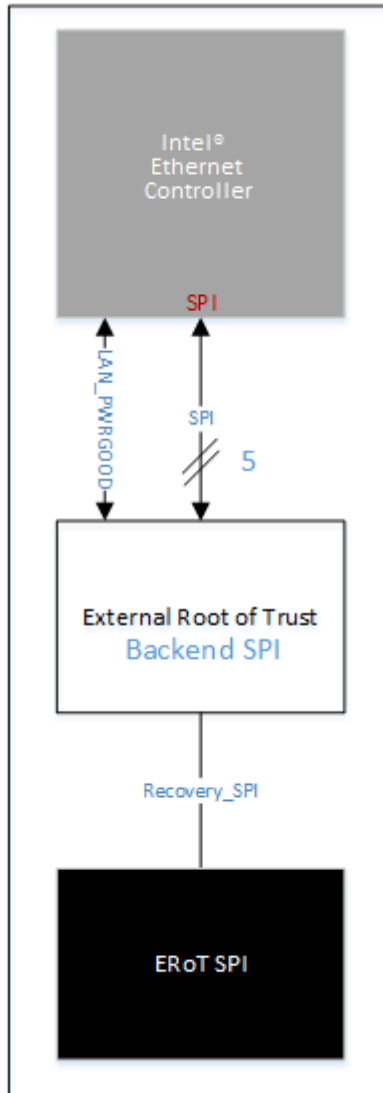 Intel®
Ethernet
Controller
SPI
LAN_PWRGOOD
SPI
5
External Root of Trust
Backend SPI
Recovery_SPI
ERoT SPI